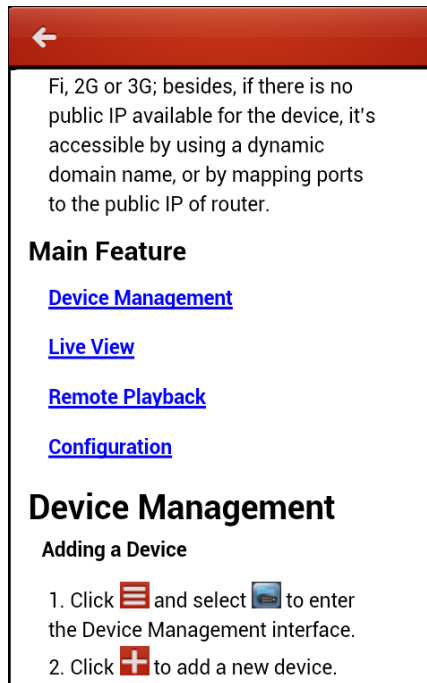 Fi, 2G or 3G; besides, if there is no
public IP available for the device, it's
accessible by using a dynamic
domain name, or by mapping ports
to the public IP of router.
Main Feature
Device Management
Live View
Remote Playback
Configuration
Device Management
Adding a Device
1. Click and select to enter
the Device Management interface.
2. Click to add a new device.